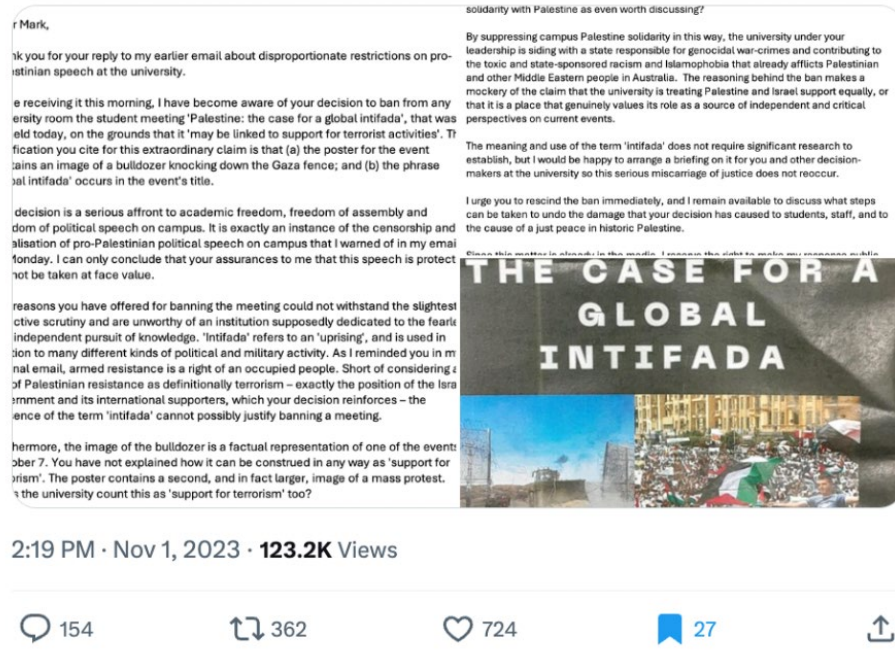 r Mark,
nk you for your reply to my earlier email about disproportionate restrictions on pro-
estinian speech at the university.
e receiving it this morning, I have become aware of your decision to ban from any
ersity room the student meeting 'Palestine: the case for a global intifada', that was
eld today, on the grounds that it 'may be linked to support for terrorist activities'. Th
fication you cite for this extraordinary claim is that (a) the poster for the event
tains an image of a bulldozer knocking down the Gaza fence; and (b) the phrase
bal intifada' occurs in the event's title.
decision is a serious affront to academic freedom, freedom of assembly and
dom of political speech on campus. It is exactly an instance of the censorship and
alisation of pro-Palestinian political speech on campus that I warned of in my emai
Monday. I can only conclude that your assurances to me that this speech is protect
not be taken at face value.
reasons you have offered for banning the meeting could not withstand the slightest
ctive scrutiny and are unworthy of an institution supposedly dedicated to the fearle
independent pursuit of knowledge. 'Intifada' refers to an 'uprising', and is used in
tion to many different kinds of political and military activity. As I reminded you in m
nal email, armed resistance is a right of an occupied people. Short of considering a
of Palestinian resistance as definitionally terrorism – exactly the position of the Isra
ernment and its international supporters, which your decision reinforces – the
ence of the term 'intifada' cannot possibly justify banning a meeting.
hermore, the image of the bulldozer is a factual representation of one of the events
ober 7. You have not explained how it can be construed in any way as 'support for
orism'. The poster contains a second, and in fact larger, image of a mass protest.
s the university count this as 'support for terrorism' too?
solidarity with Palestine as even worth discussing?
By suppressing campus Palestine solidarity in this way, the university under your
leadership is siding with a state responsible for genocidal war-crimes and contributing to
the toxic and state-sponsored racism and Islamophobia that already afflicts Palestinian
and other Middle Eastern people in Australia. The reasoning behind the ban makes a
mockery of the claim that the university is treating Palestine and Israel support equally, or
that it is a place that genuinely values its role as a source of independent and critical
perspectives on current events.
The meaning and use of the term 'intifada' does not require significant research to
establish, but I would be happy to arrange a briefing on it for you and other decision-
makers at the university so this serious miscarriage of justice does not reoccur.
I urge you to rescind the ban immediately, and I remain available to discuss what steps
can be taken to undo the damage that your decision has caused to students, staff, and to
the cause of a just peace in historic Palestine.
Since this matter is already in the media, I reserve the right to make my response public
THE CASE FOR A
GLOBAL
INTIFADA
2:19 PM · Nov 1, 2023 · 123.2K Views
154 362 724 27